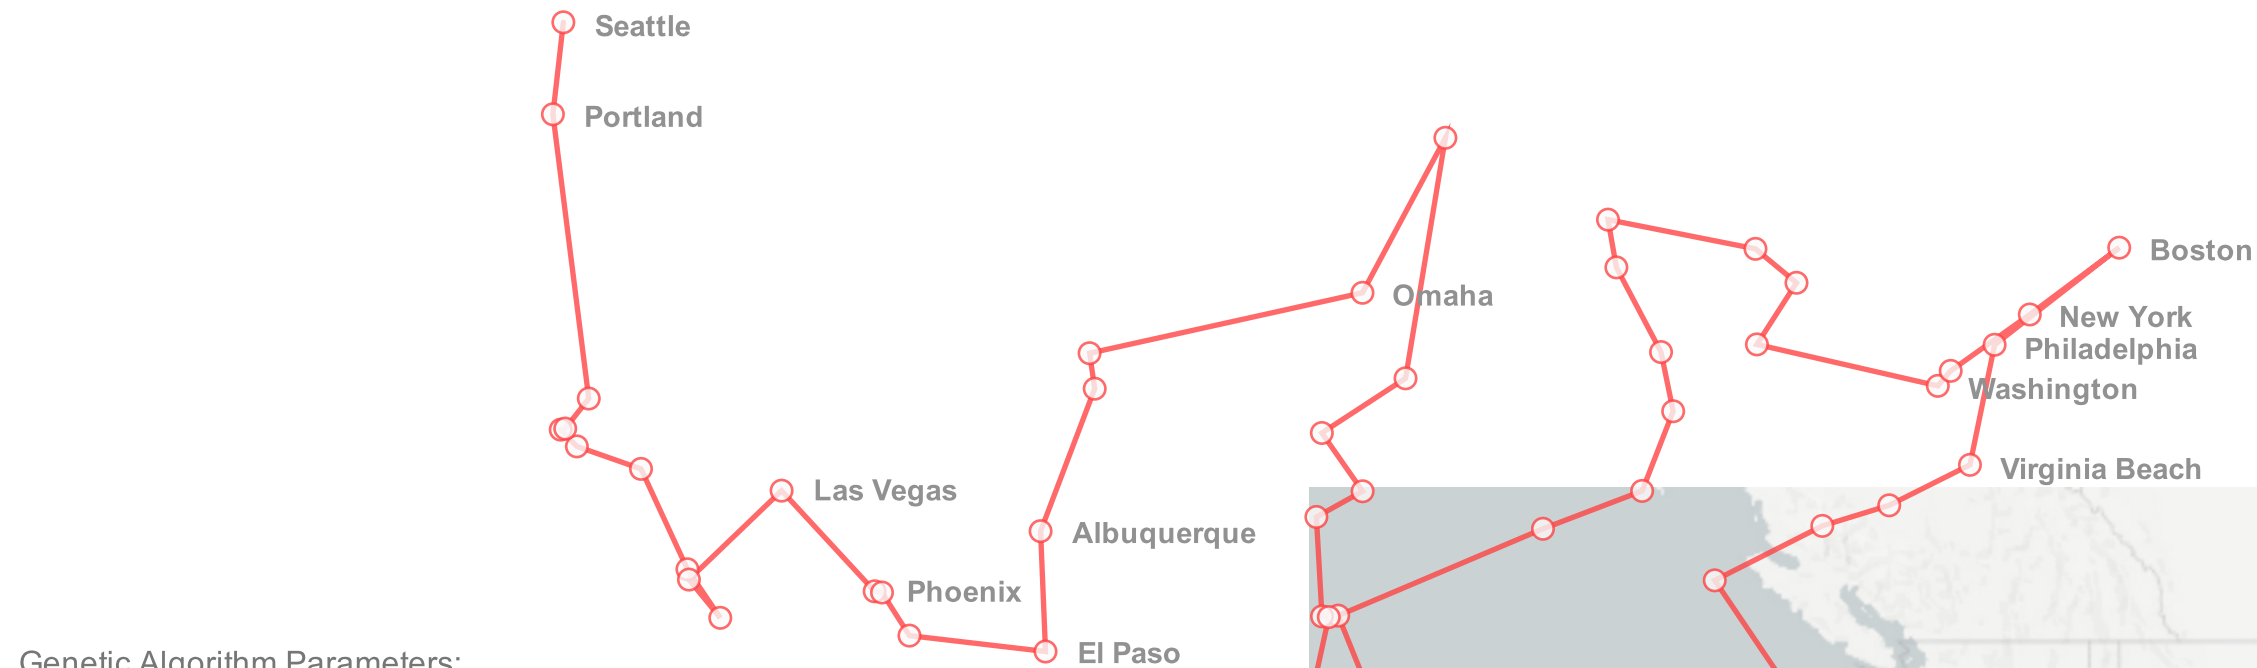 Seattle
Portland
Boston
Omaha
New York
Philadelphia
Washington
Virginia Beach
Las Vegas
Albuquerque
Phoenix
El Paso
Genetic Algorithm Parameters: